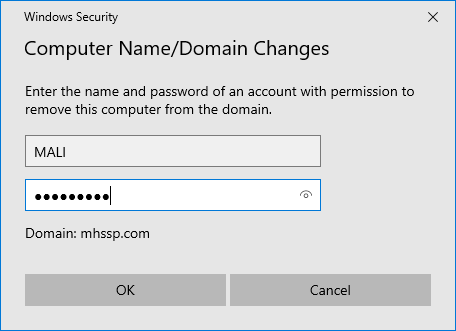 Windows Security
Computer Name/Domain Changes
Enter the name and password of an account with permission to
remove this computer from the domain.
MALI
●●●●●●●●●
Domain: mhssp.com
OK Cancel